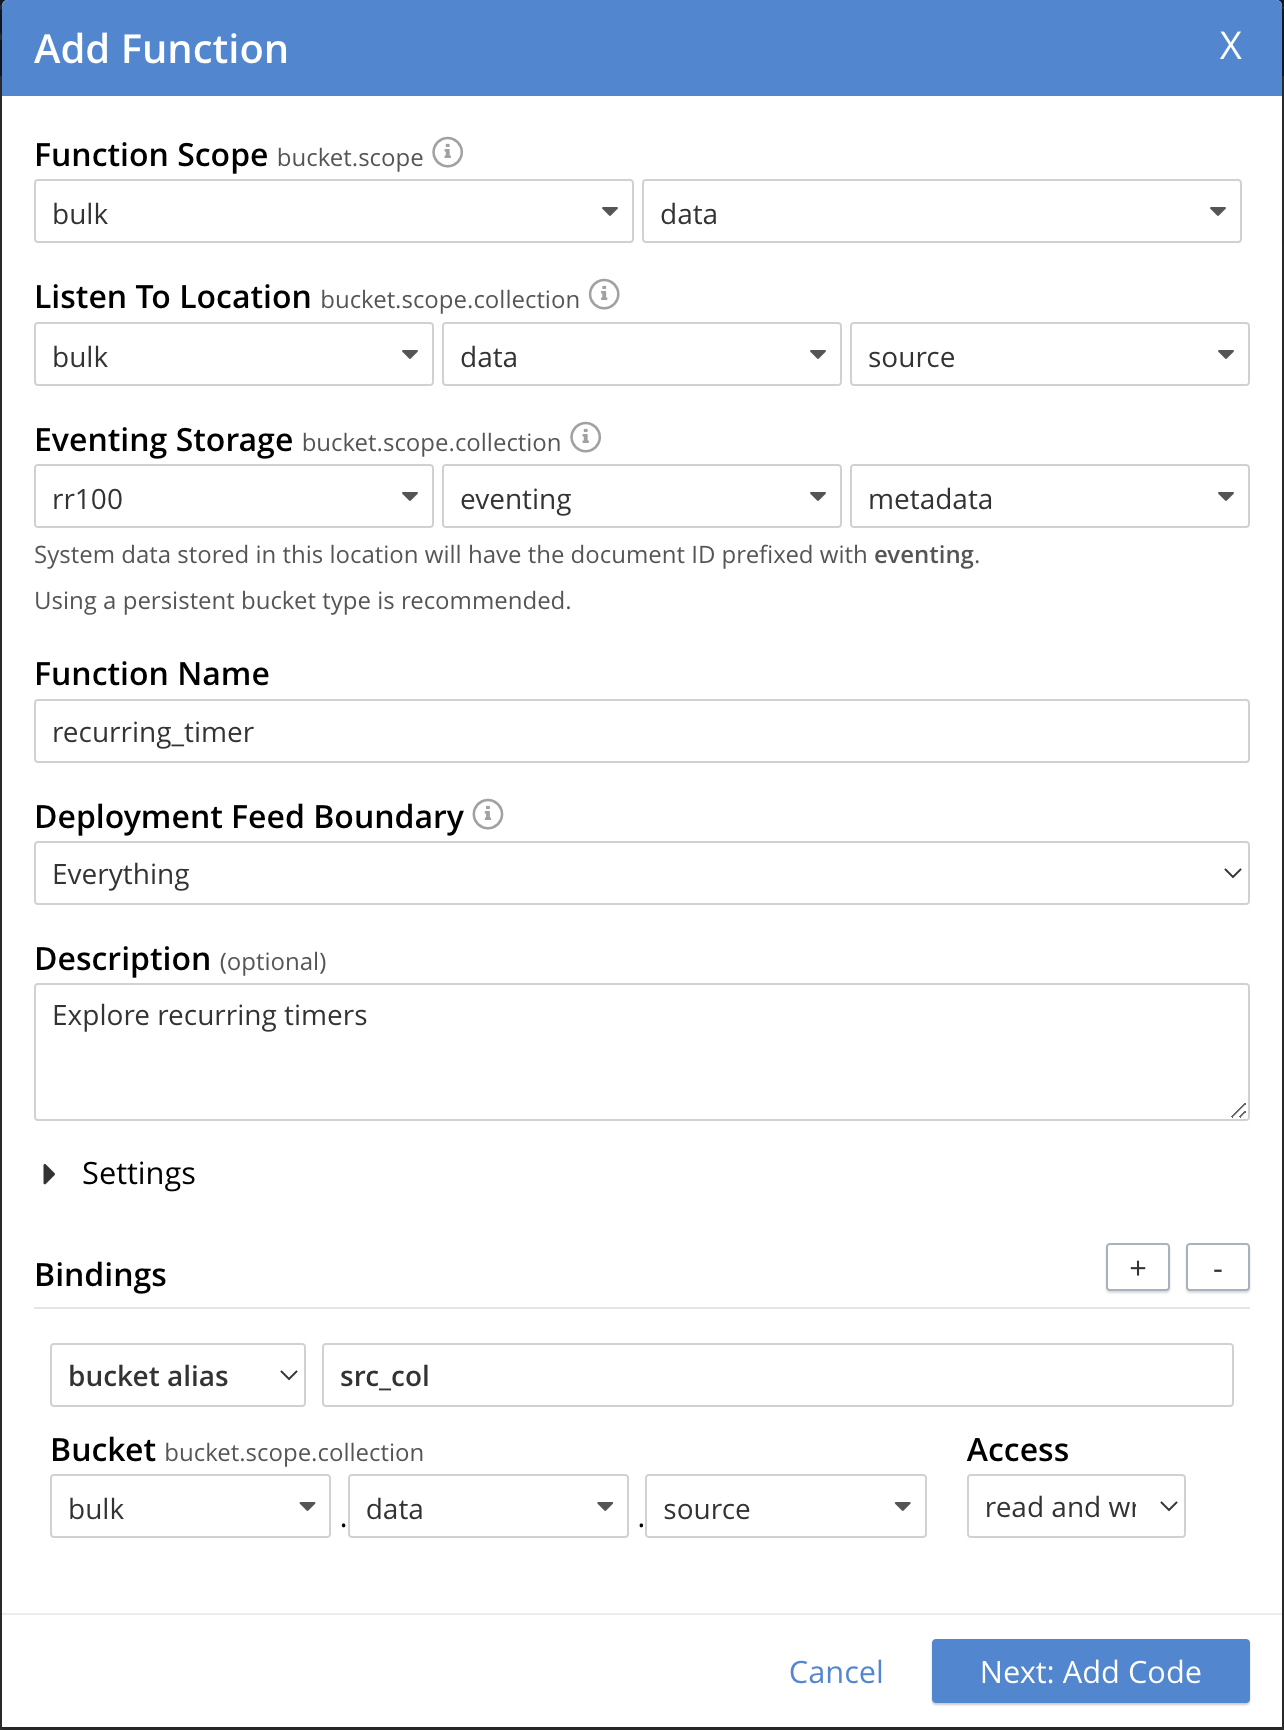 Add Function X
Function Scope bucket.scope
bulk data
Listen To Location bucket.scope.collection
bulk data source
Eventing Storage bucket.scope.collection
rr100 eventing metadata
System data stored in this location will have the document ID prefixed with eventing.
Using a persistent bucket type is recommended.
Function Name
recurring_timer
Deployment Feed Boundary
Everything
Description (optional)
Explore recurring timers
Settings
Bindings + -
bucket alias src_col
Bucket bucket.scope.collection Access
bulk . data . source read and wr
Cancel Next: Add Code